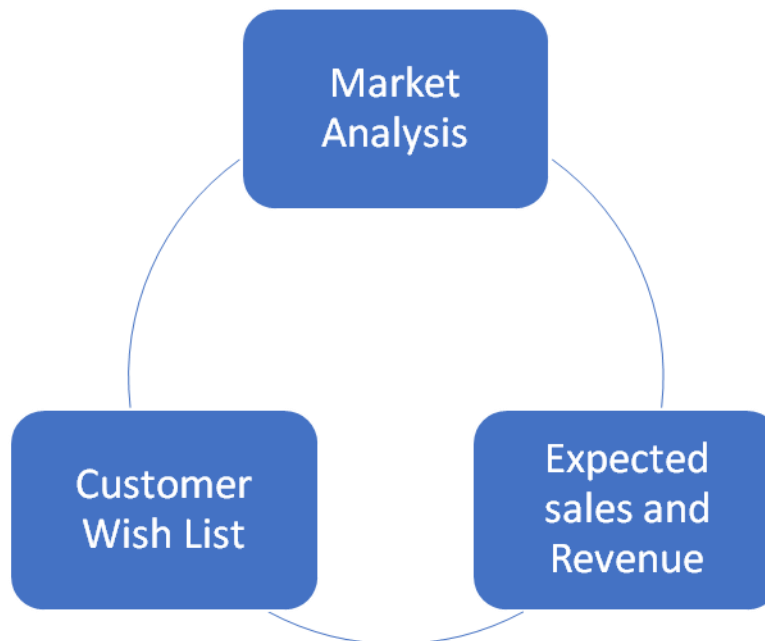 Market
Analysis
Customer
Wish List
Expected
sales and
Revenue